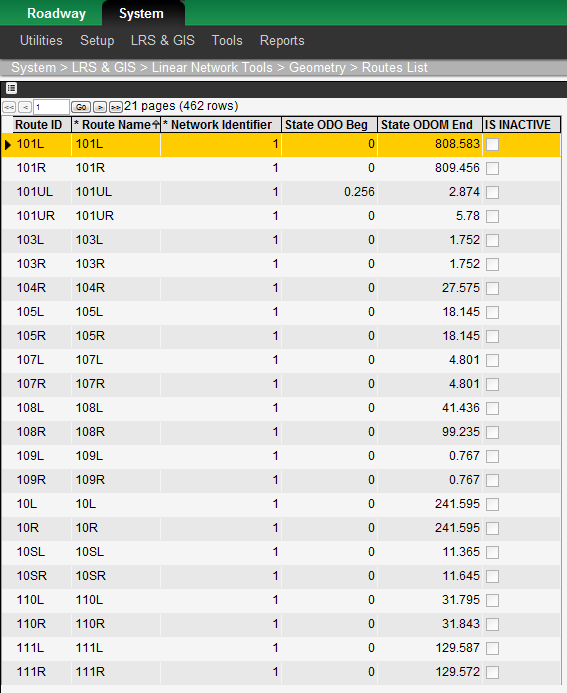 Roadway System
Utilities Setup LRS & GIS Tools Reports
System > LRS & GIS > Linear Network Tools > Geometry > Routes List
<< < 1 Go > >> 21 pages (462 rows)
Route ID * Route Name * Network Identifier State ODO Beg State ODOM End IS INACTIVE
101L 101L 1 0 808.583
101R 101R 1 0 809.456
101UL 101UL 1 0.256 2.874
101UR 101UR 1 0 5.78
103L 103L 1 0 1.752
103R 103R 1 0 1.752
104R 104R 1 0 27.575
105L 105L 1 0 18.145
105R 105R 1 0 18.145
107L 107L 1 0 4.801
107R 107R 1 0 4.801
108L 108L 1 0 41.436
108R 108R 1 0 99.235
109L 109L 1 0 0.767
109R 109R 1 0 0.767
10L 10L 1 0 241.595
10R 10R 1 0 241.595
10SL 10SL 1 0 11.365
10SR 10SR 1 0 11.645
110L 110L 1 0 31.795
110R 110R 1 0 31.843
111L 111L 1 0 129.587
111R 111R 1 0 129.572